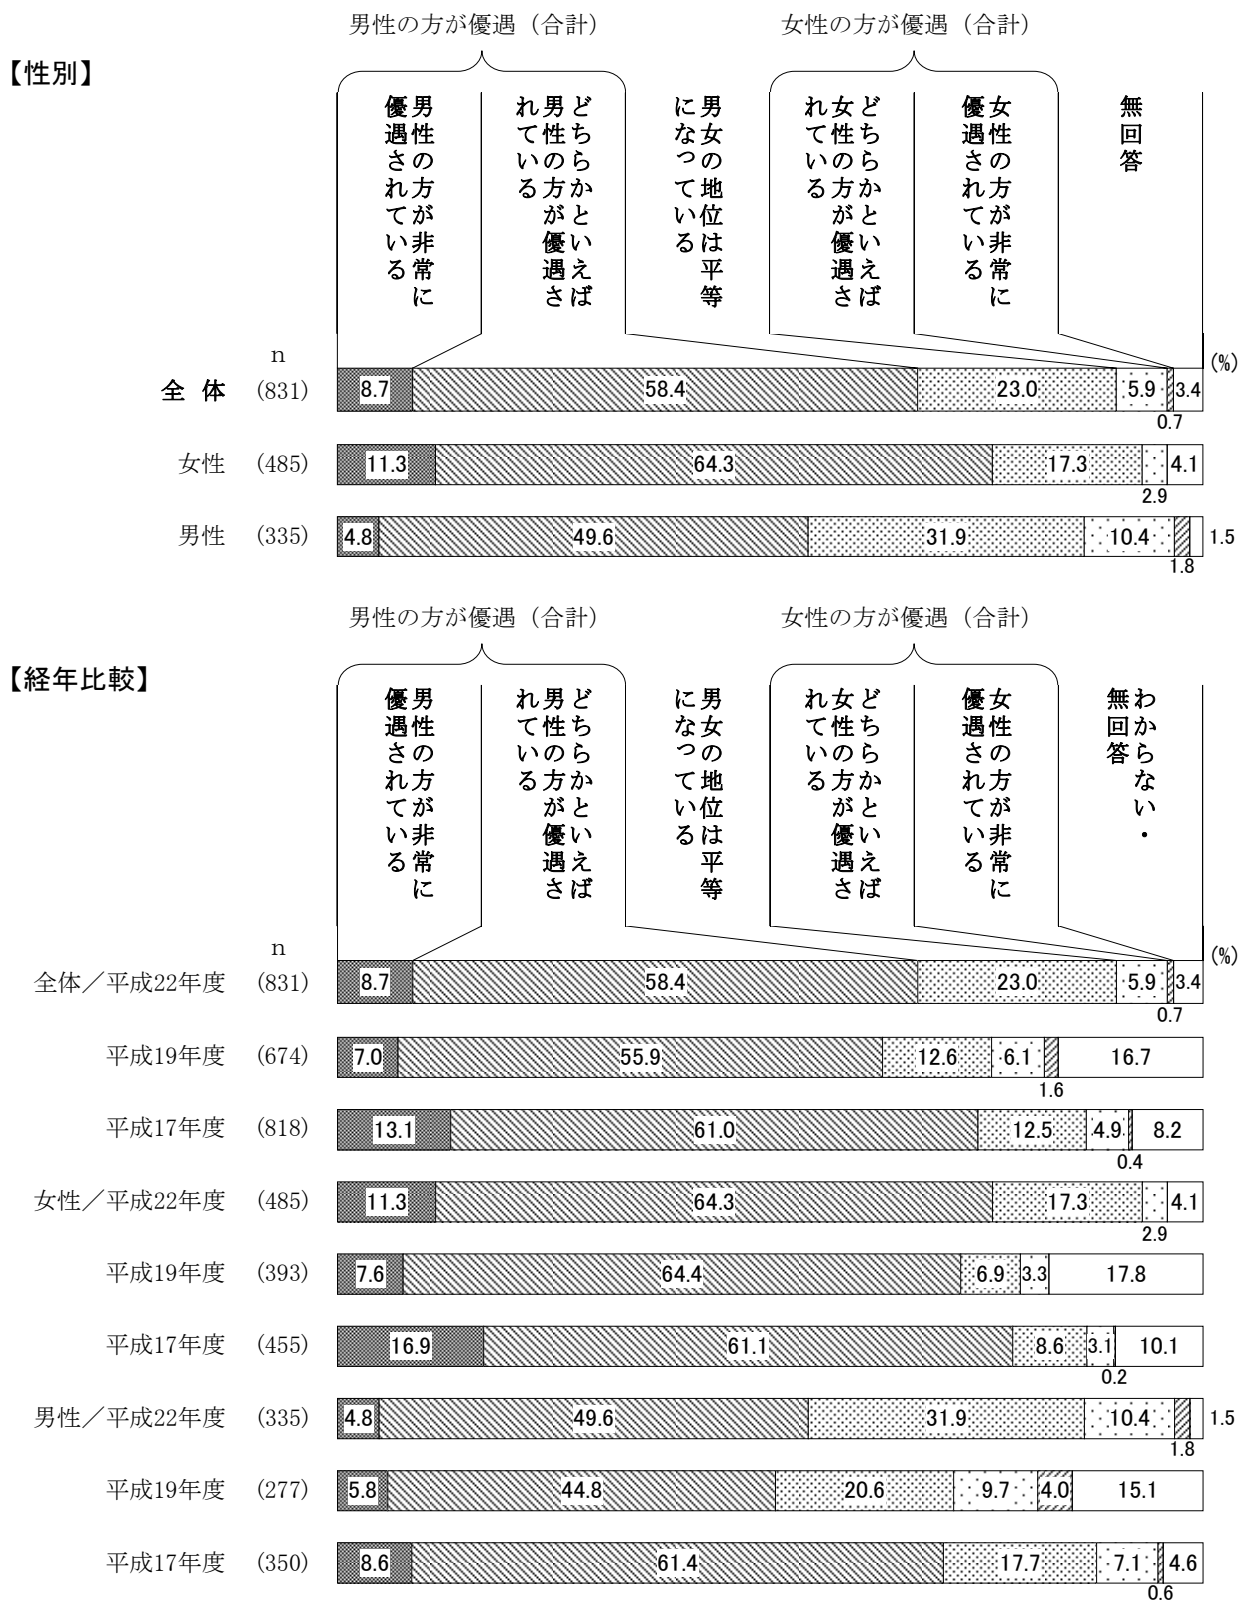 男性の方が優遇（合計）
女性の方が優遇（合計）
【性別】
男性の方が非常に
優遇されている
どちらかといえば
男性の方が優遇さ
れている
男女の地位は平等
になっている
どちらかといえば
女性の方が優遇さ
れている
女性の方が非常に
優遇されている
無回答
n
(%)
全 体 (831) 8.7 58.4 23.0 5.9 3.4
0.7
女性 (485) 11.3 64.3 17.3 4.1
2.9
男性 (335) 4.8 49.6 31.9 10.4 1.5
1.8
男性の方が優遇（合計）
女性の方が優遇（合計）
【経年比較】
男性の方が非常に
優遇されている
どちらかといえば
男性の方が優遇さ
れている
男女の地位は平等
になっている
どちらかといえば
女性の方が優遇さ
れている
女性の方が非常に
優遇されている
わからない・
無回答
n
(%)
全体／平成22年度 (831) 8.7 58.4 23.0 5.9 3.4
0.7
平成19年度 (674) 7.0 55.9 12.6 6.1 16.7
1.6
平成17年度 (818) 13.1 61.0 12.5 4.9 8.2
0.4
女性／平成22年度 (485) 11.3 64.3 17.3 4.1
2.9
平成19年度 (393) 7.6 64.4 6.9 3.3 17.8
平成17年度 (455) 16.9 61.1 8.6 3.1 10.1
0.2
男性／平成22年度 (335) 4.8 49.6 31.9 10.4 1.5
1.8
平成19年度 (277) 5.8 44.8 20.6 9.7 4.0 15.1
平成17年度 (350) 8.6 61.4 17.7 7.1 4.6
0.6